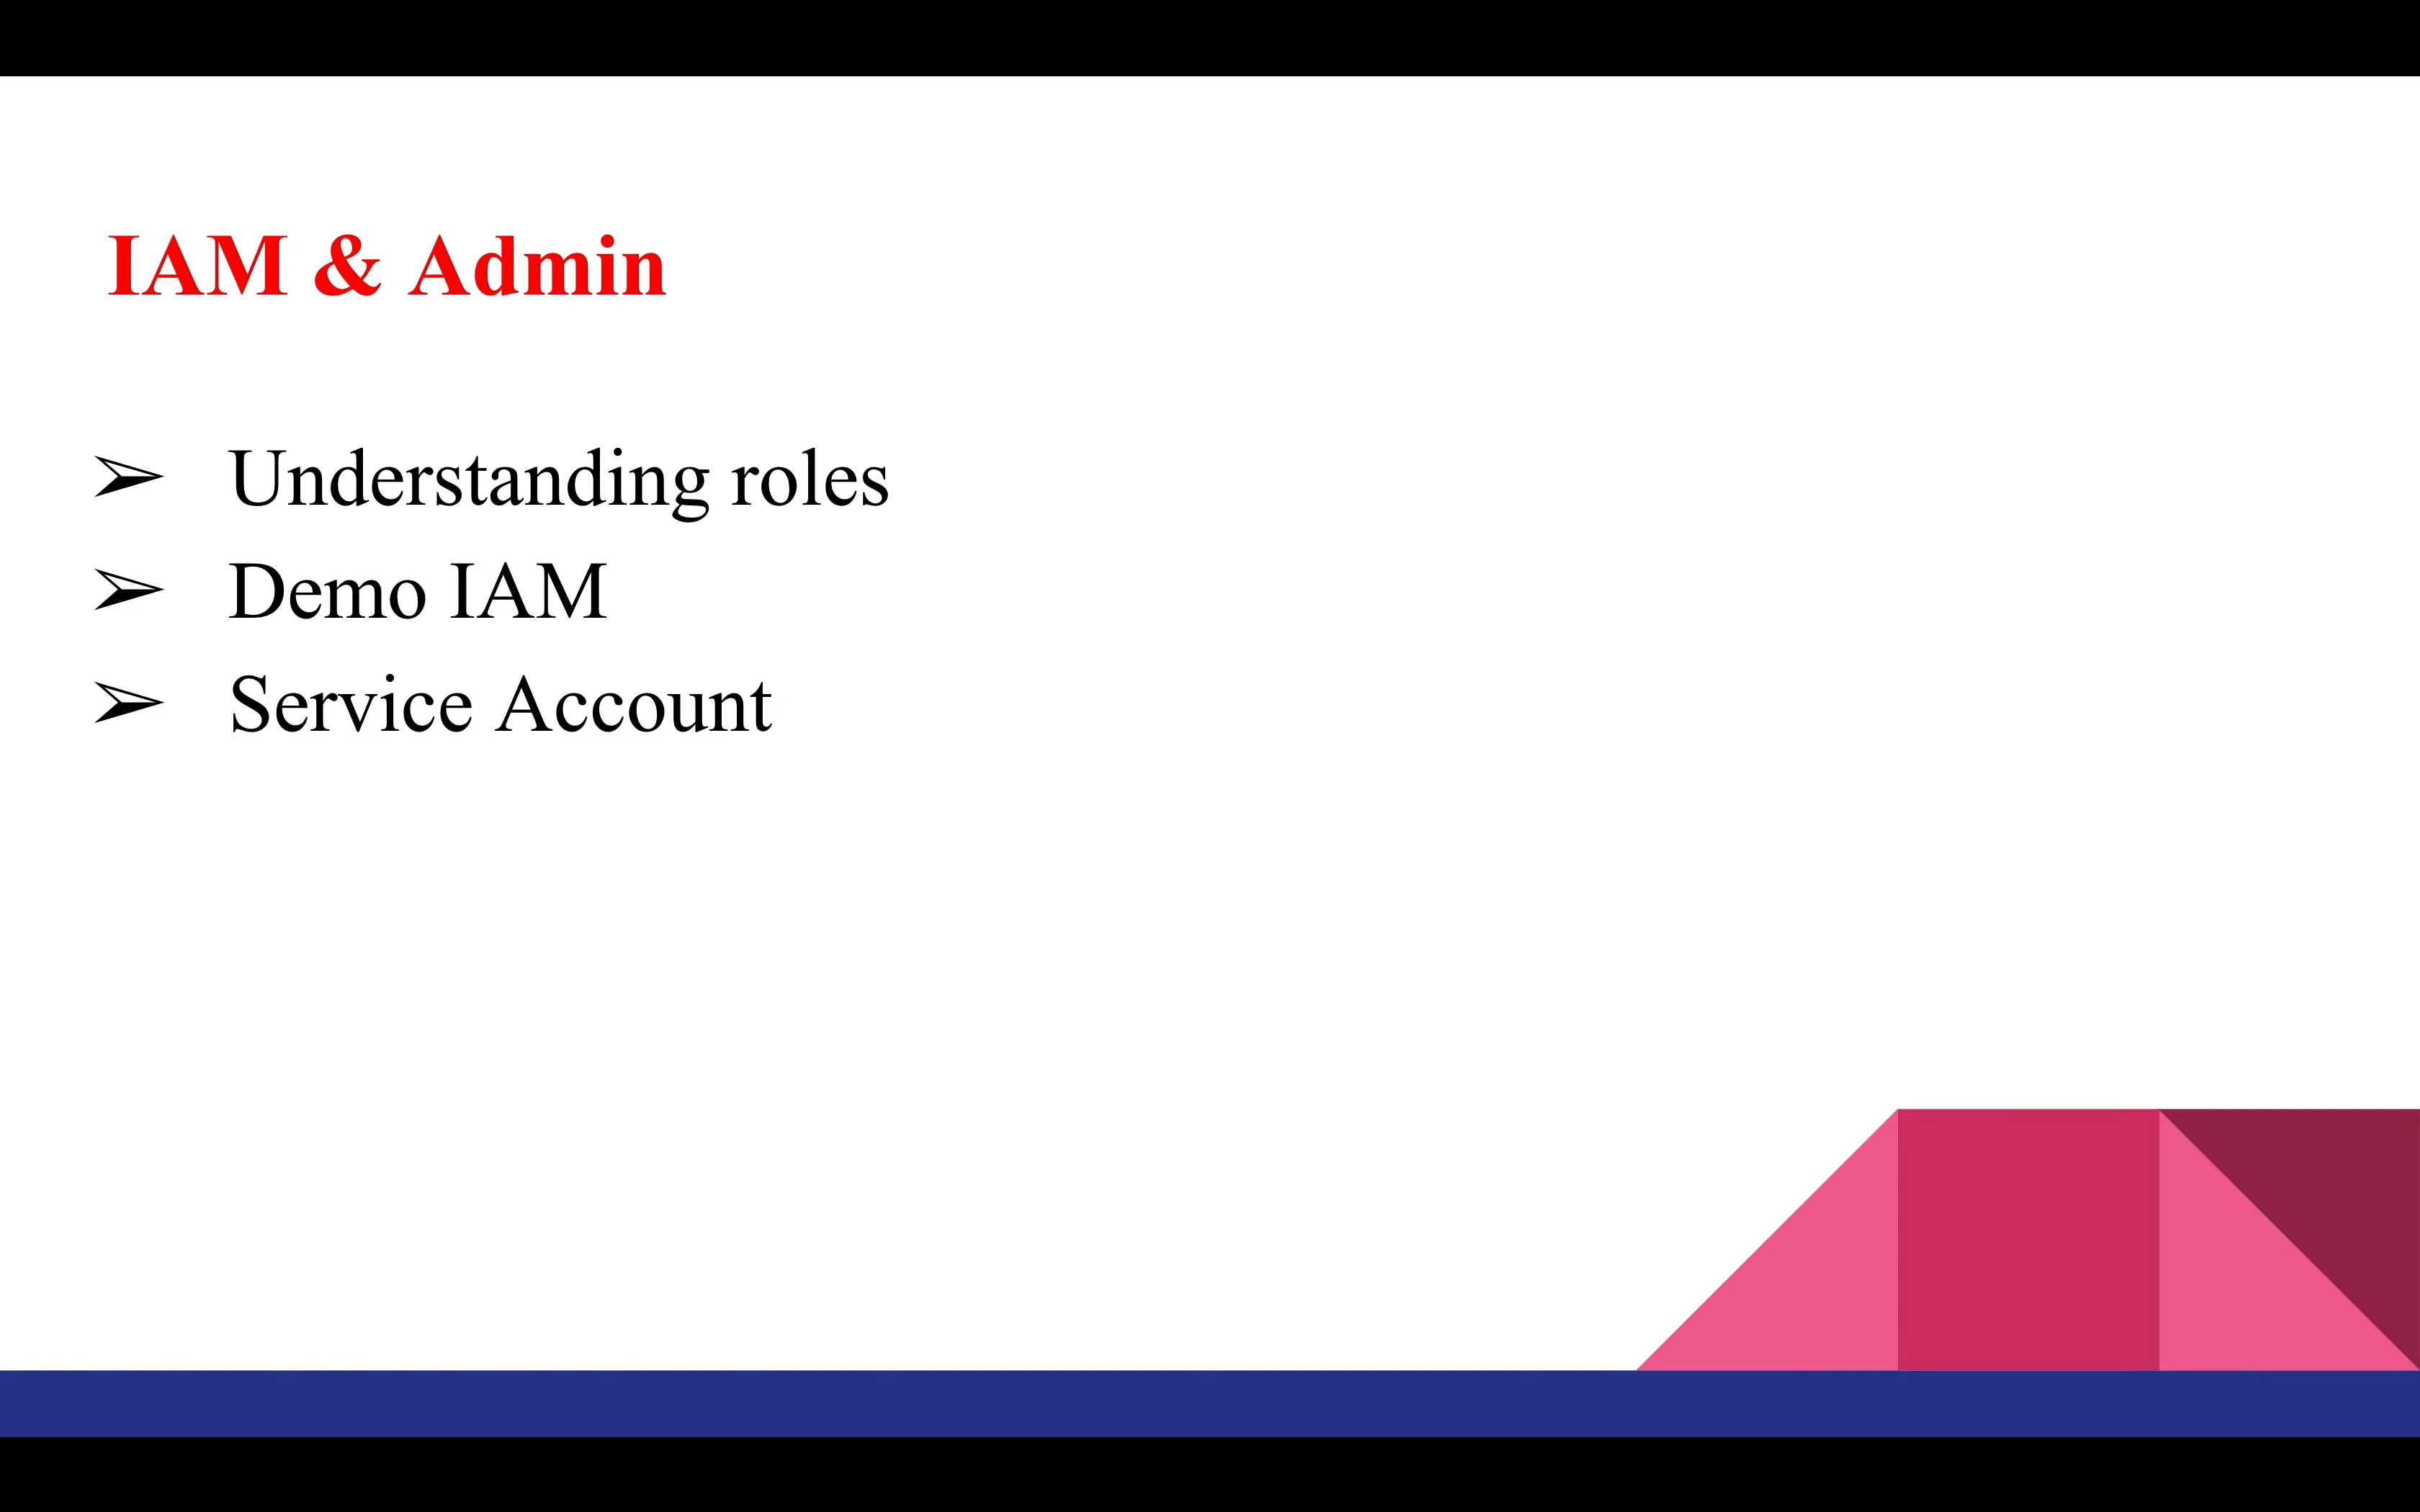 IAM & Admin
➢ Understanding roles
➢ Demo IAM
➢ Service Account